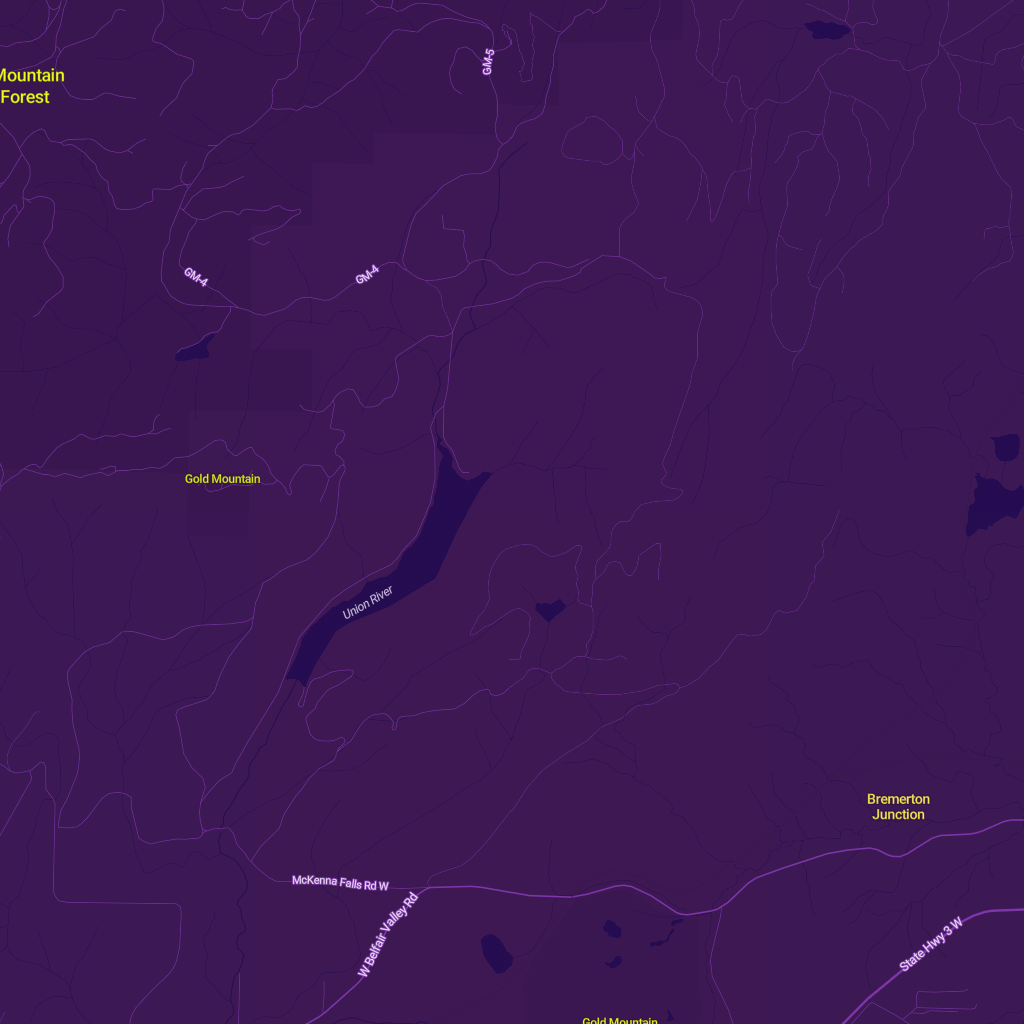 GM-5
Mountain
Forest
GM-4
GM-4
Gold Mountain
Union River
Bremerton
Junction
McKenna Falls Rd W
W Belfair Valley Rd
State Hwy 3 W
Gold Mountain